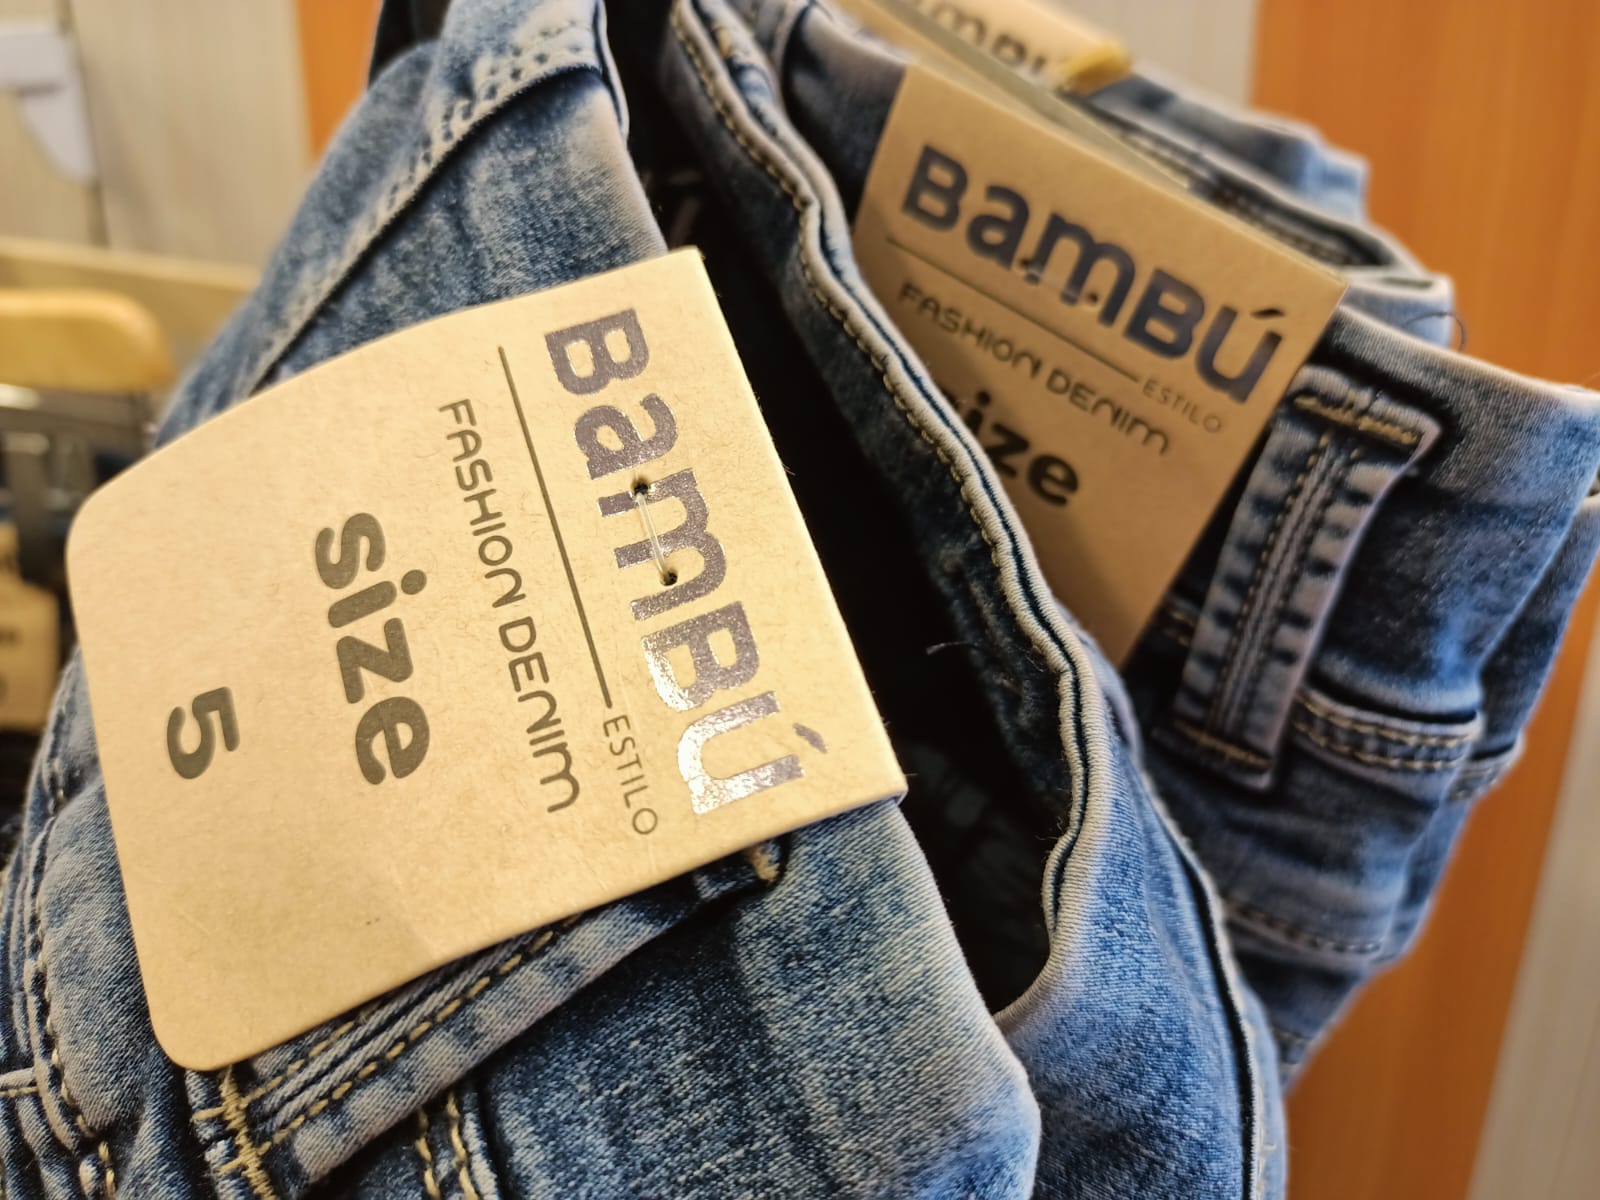 BamBÚ
ESTILO
FASHION DENIM
size
5
BamBÚ
ESTILO
FASHION DENIM
size